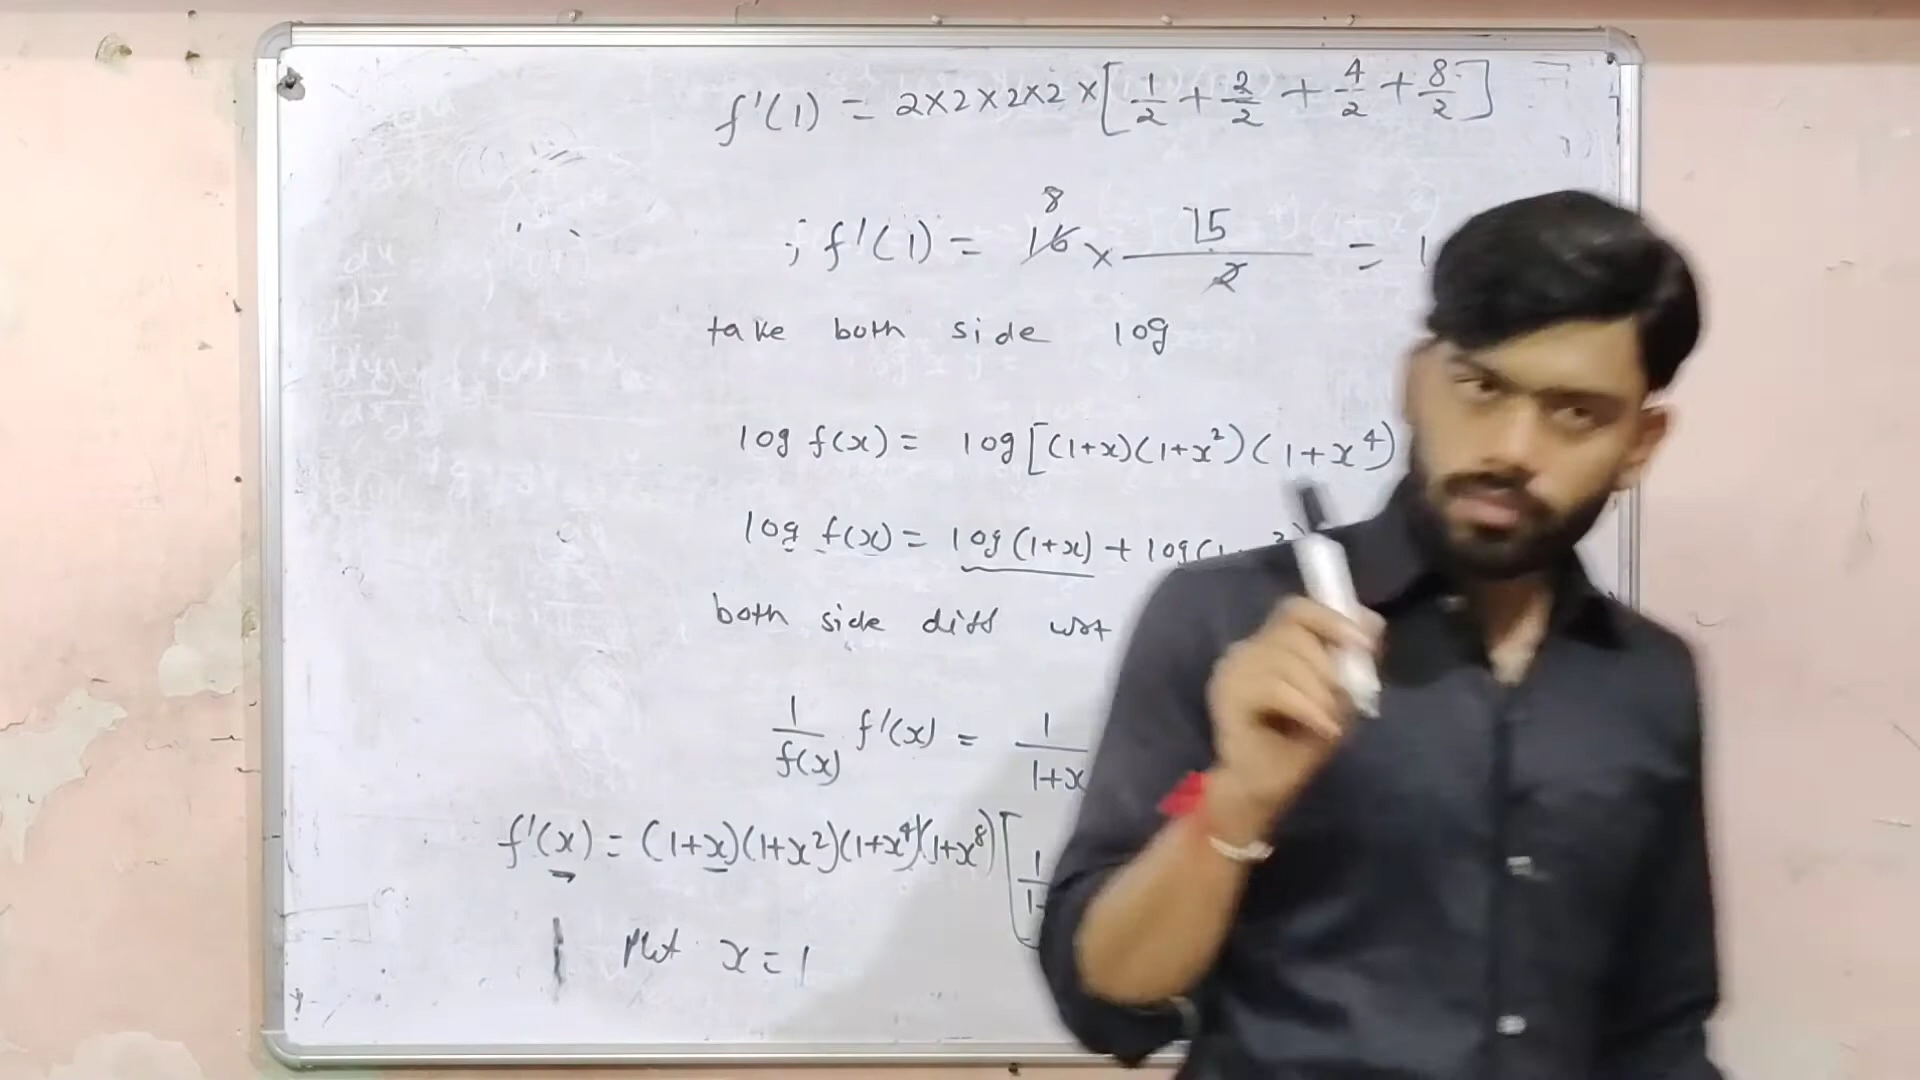 f'(1) = 2×2×2×2×[1/2 + 2/2 + 4/2 + 8/2]
; f'(1) = 16 8 × 15/2 = 1
take both side log
log f(x) = log[(1+x)(1+x²)(1+x⁴)
log f(x) = log(1+x) + log(1
both side diff wrt
1/f(x) f'(x) = 1/1+x
f'(x) = (1+x)(1+x²)(1+x⁴)(1+x⁸)[1/1+
Put x=1